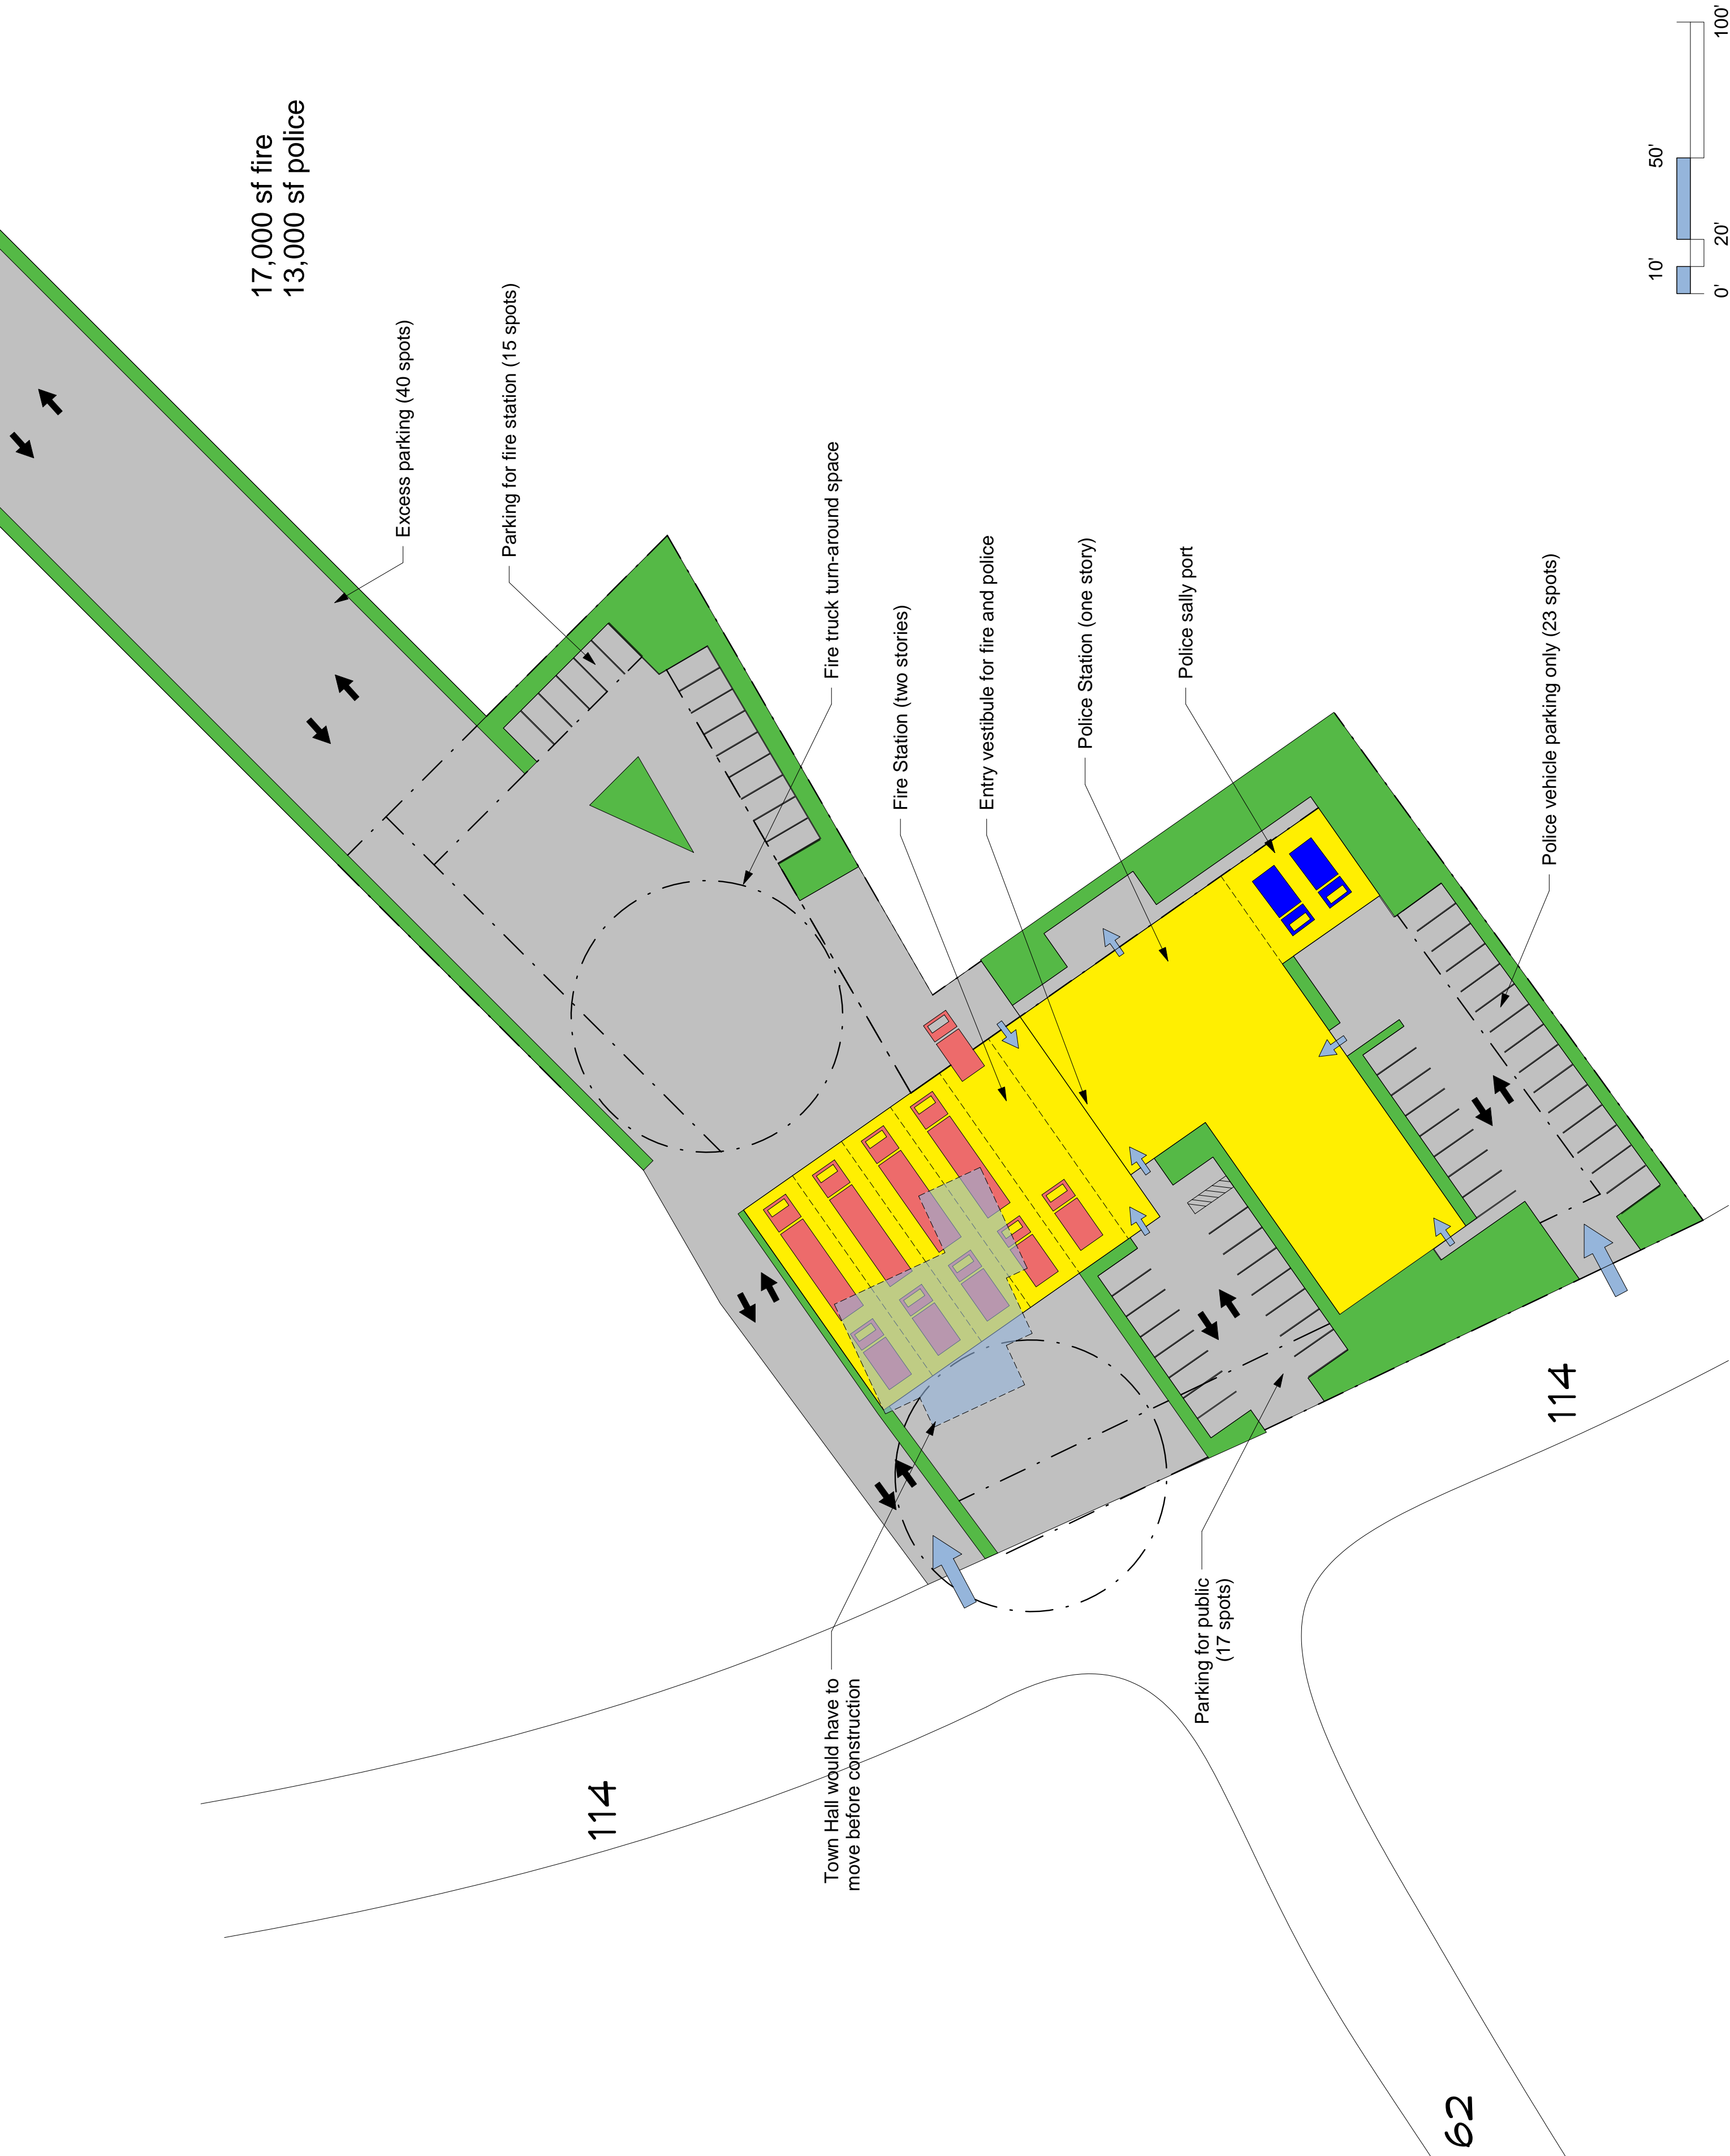 17,000 sf fire
13,000 sf police
Excess parking (40 spots)
Parking for fire station (15 spots)
Fire truck turn-around space
Fire Station (two stories)
Entry vestibule for fire and police
Police Station (one story)
Police sally port
Police vehicle parking only (23 spots)
Town Hall would have to
move before construction
Parking for public
(17 spots)
114
114
62
0'
10'
20'
50'
100'